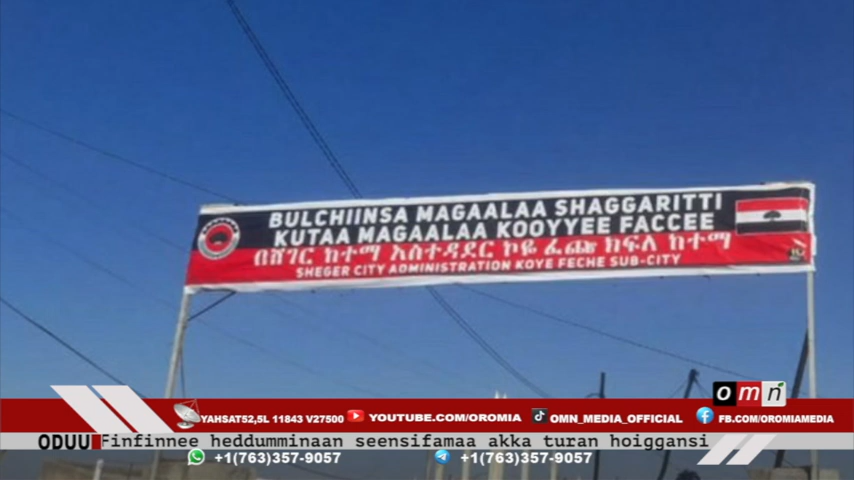 BULCHIINSA MAGAALAA SHAGGARITTI
KUTAA MAGAALAA KOOYYEE FACCEE
በሸገር ከተማ አስተዳደር ኮዬ ፈጬ ክፍለ ከተማ
SHEGER CITY ADMINISTRATION KOYE FECHE SUB-CITY
omn
YAHSAT52,5L 11843 V27500 YOUTUBE.COM/OROMIA OMN_MEDIA_OFFICIAL FB.COM/OROMIAMEDIA
ODUU Finfinnee heddumminaan seensifamaa akka turan hoiggansi
+1(763)357-9057 +1(763)357-9057